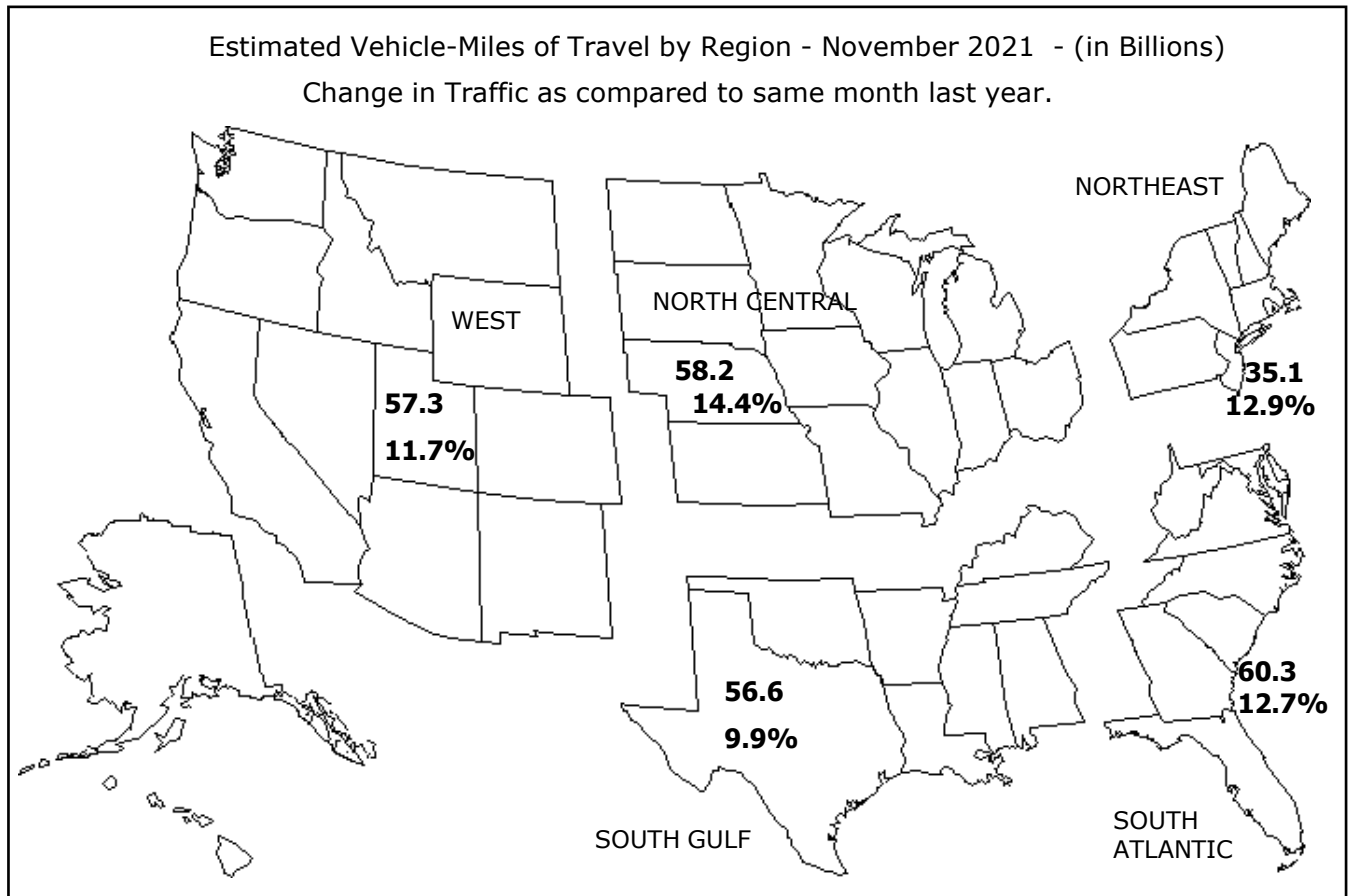 Estimated Vehicle-Miles of Travel by Region - November 2021 - (in Billions)
Change in Traffic as compared to same month last year.
NORTHEAST
NORTH CENTRAL
WEST
58.2
14.4%
35.1
12.9%
57.3
11.7%
60.3
12.7%
56.6
9.9%
SOUTH GULF
SOUTH
ATLANTIC